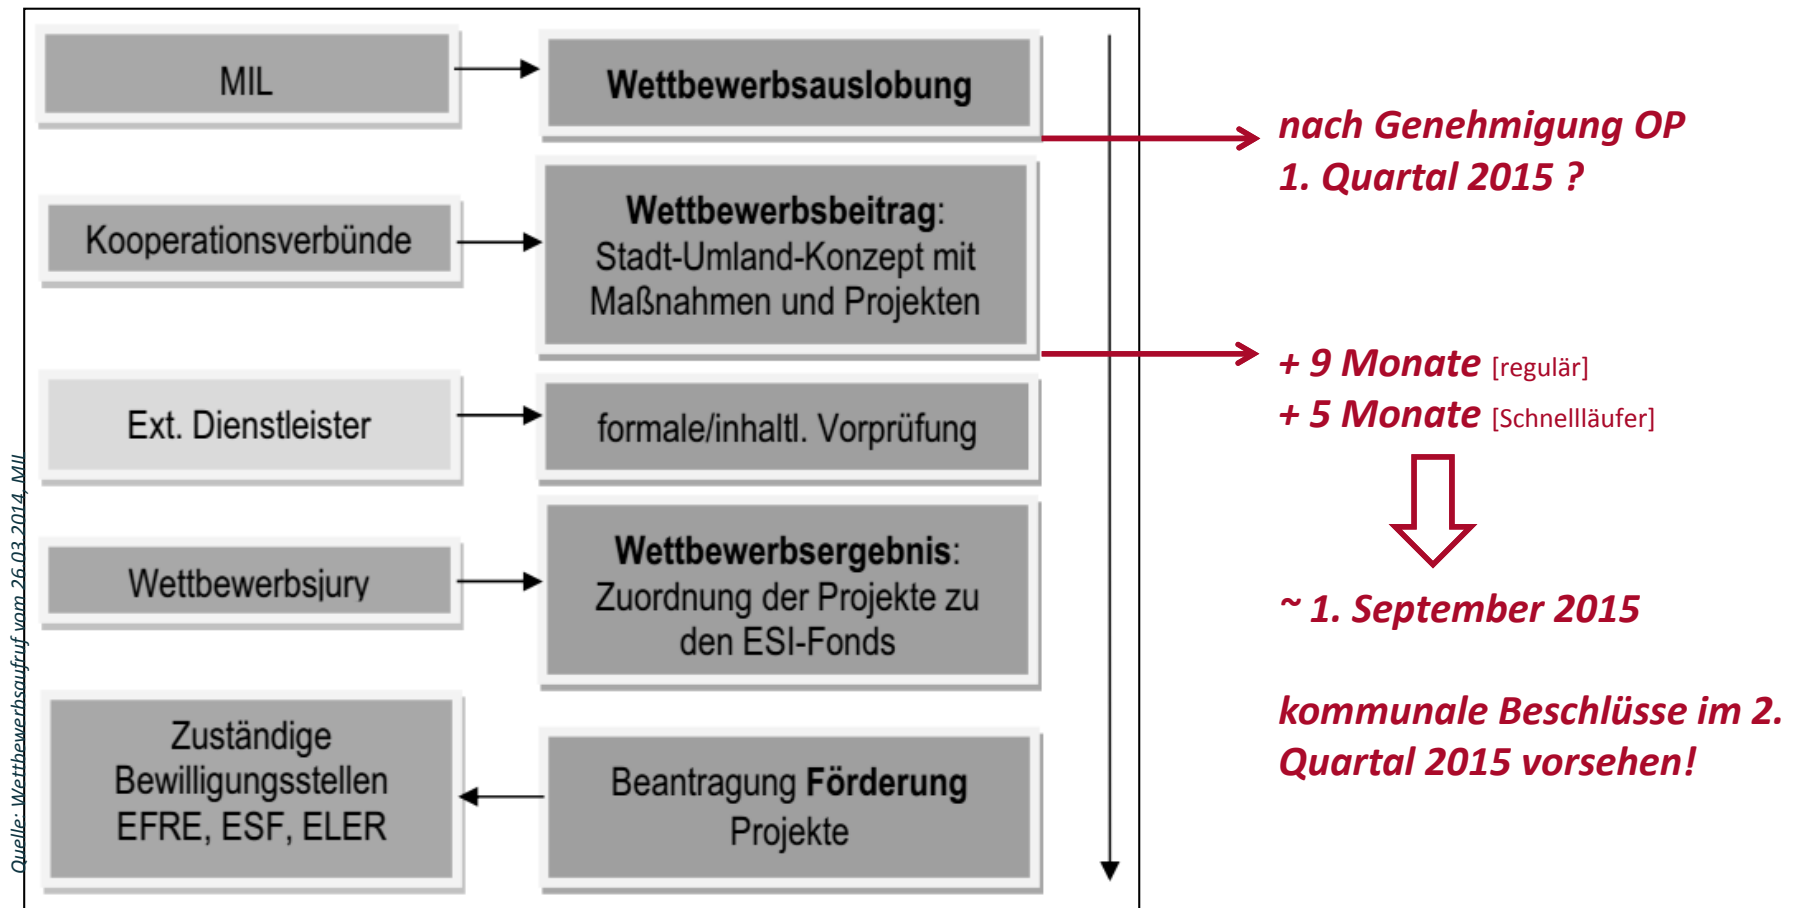 MIL
Wettbewerbsauslobung
Kooperationsverbünde
Wettbewerbsbeitrag:
Stadt-Umland-Konzept mit
Maßnahmen und Projekten
Ext. Dienstleister
formale/inhaltl. Vorprüfung
Wettbewerbsjury
Wettbewerbsergebnis:
Zuordnung der Projekte zu
den ESI-Fonds
Zuständige
Bewilligungsstellen
EFRE, ESF, ELER
Beantragung Förderung
Projekte
nach Genehmigung OP
1. Quartal 2015 ?
+ 9 Monate [regulär]
+ 5 Monate [Schnellläufer]
~ 1. September 2015
kommunale Beschlüsse im 2.
Quartal 2015 vorsehen!
Quelle: Wettbewerbsaufruf vom 26.03.2014, MIL